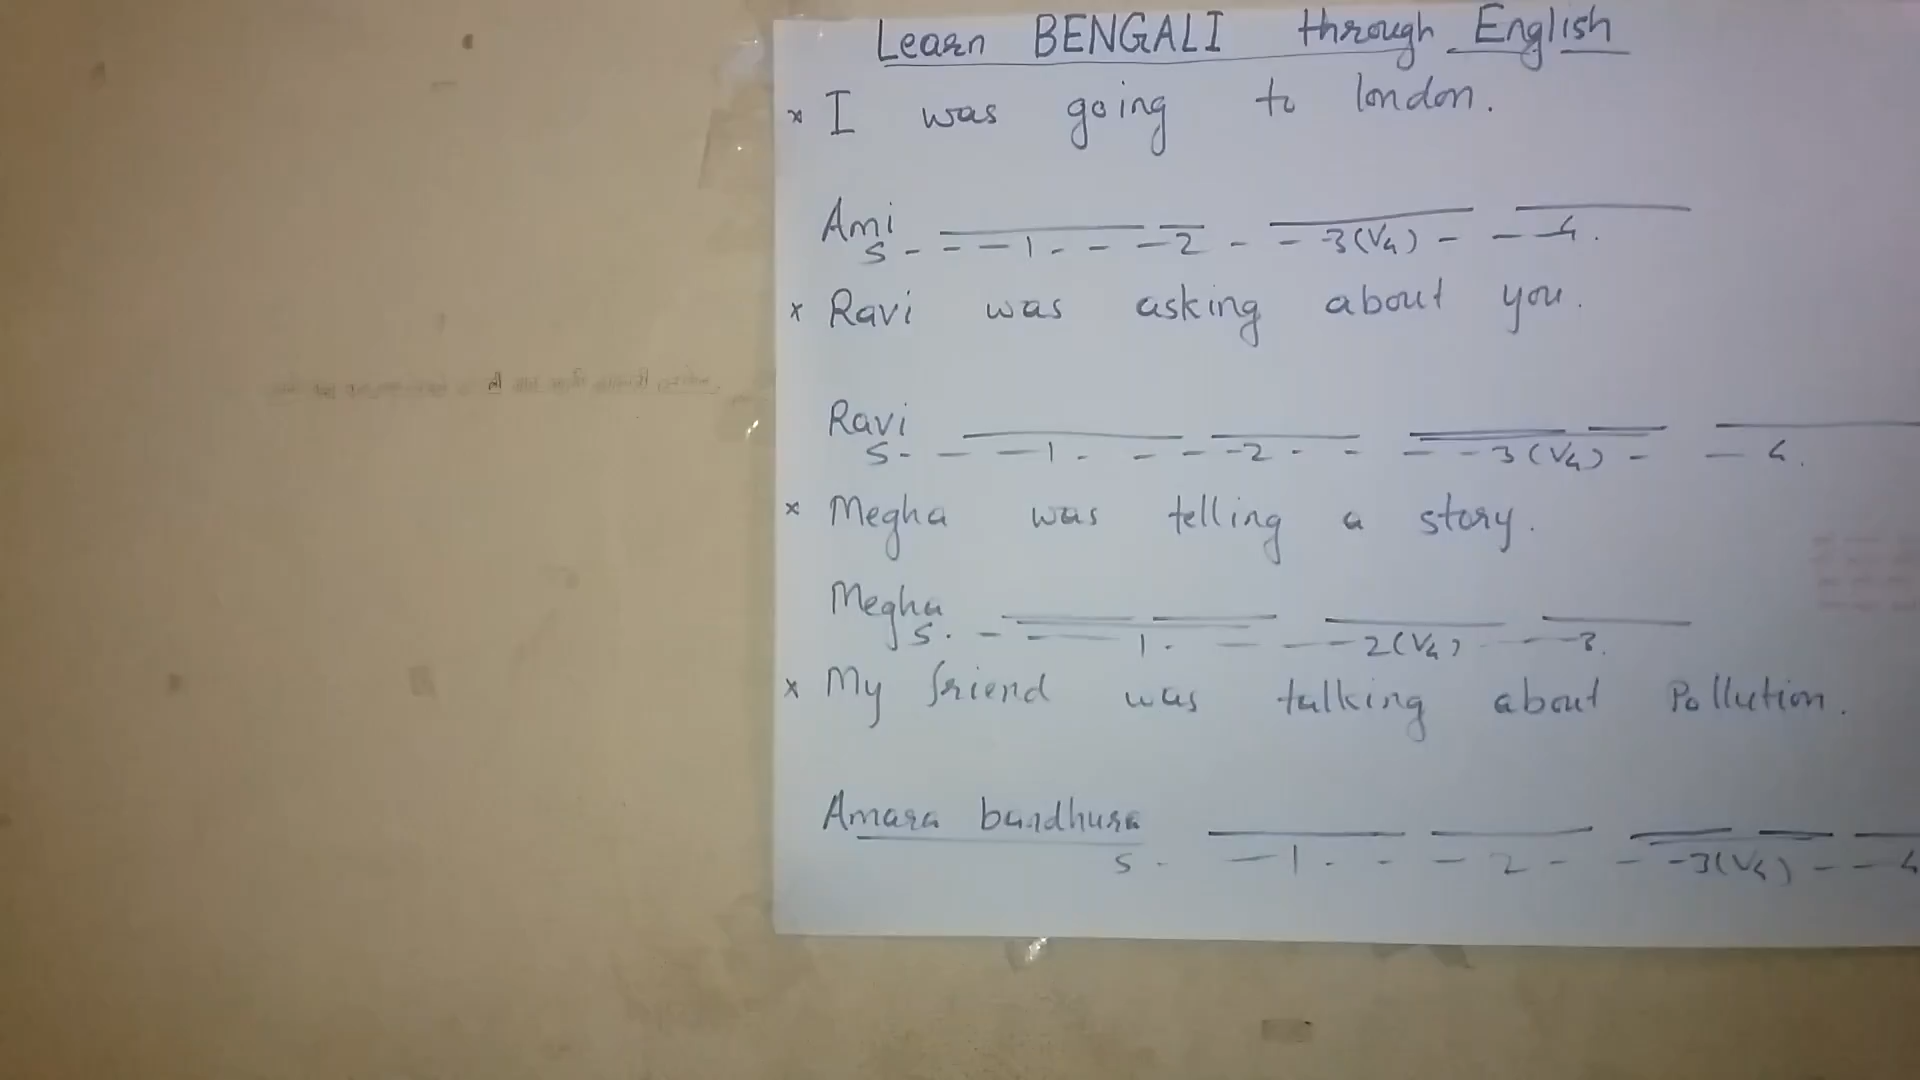 Learn BENGALI through English
* I was going to london.
Ami
S - - - 1 - - - 2 - - 3(V4) - - 4.
* Ravi was asking about you.
Ravi
S - - - 1 - - - 2 - - - 3(V4) - - 4.
* Megha was telling a story.
Megha
S. - - 1 - - - 2(V4) - 3.
* My friend was talking about Pollution.
Amara bandhura
S - - 1 - - - 2 - - - 3(V4) - - 4